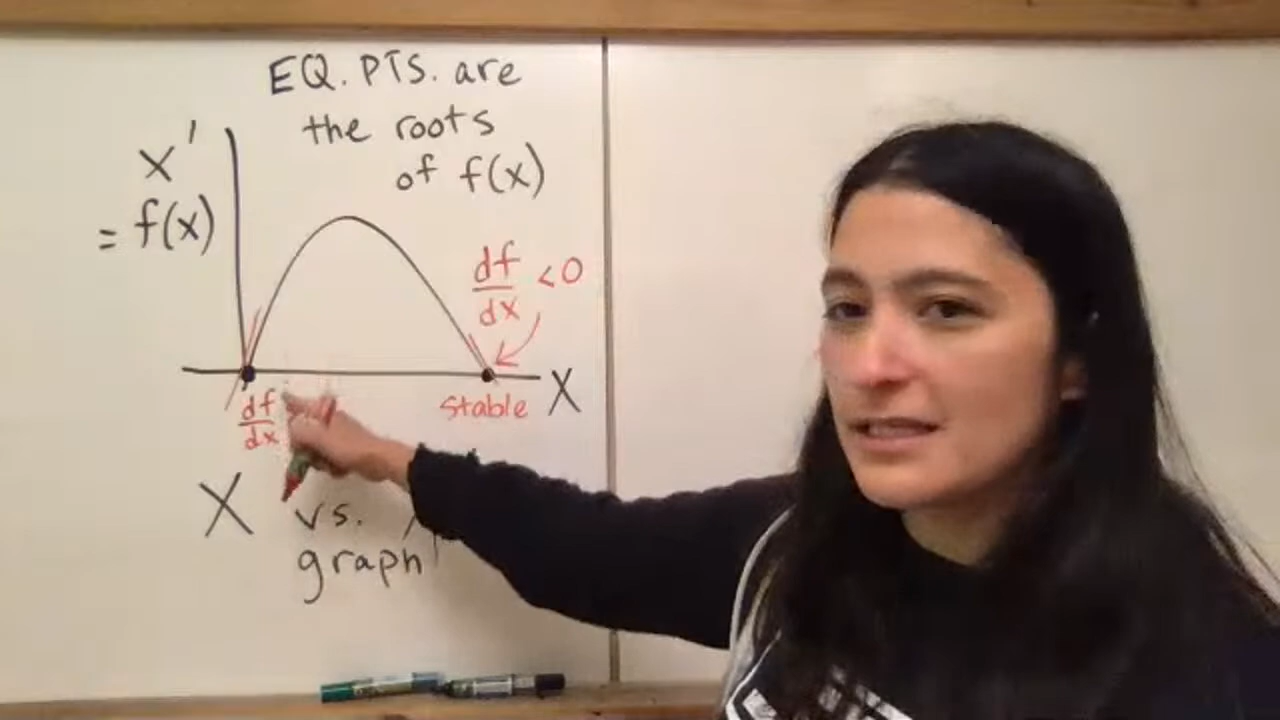 EQ. PTS. are
the roots
of f(x)
x'
= f(x)
df/dx <0
df/dx
stable
X
X vs.
graph